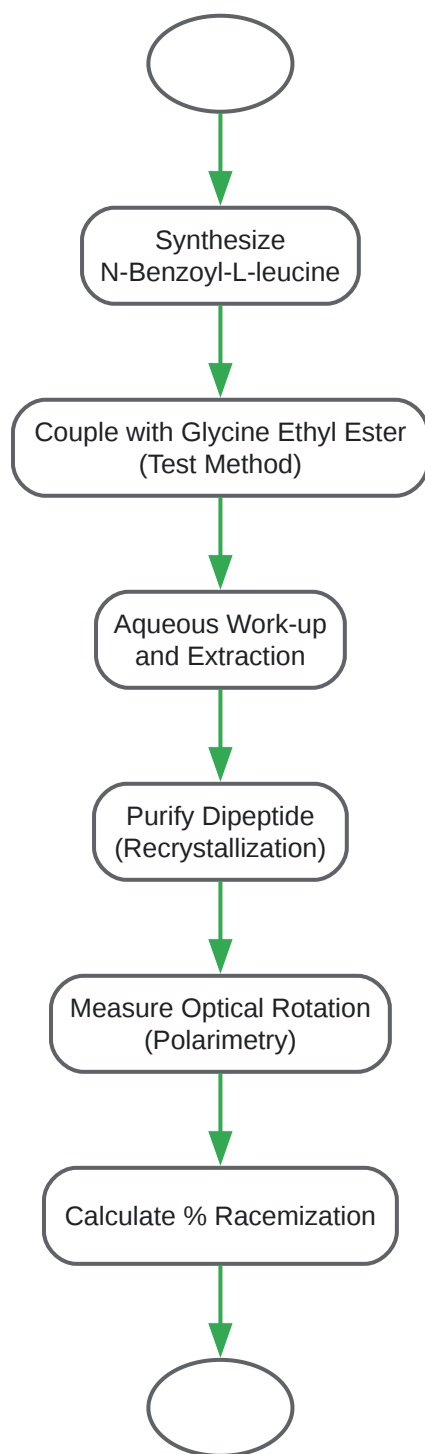 Synthesize
N-Benzoyl-L-leucine
Couple with Glycine Ethyl Ester
(Test Method)
Aqueous Work-up
and Extraction
Purify Dipeptide
(Recrystallization)
Measure Optical Rotation
(Polarimetry)
Calculate % Racemization